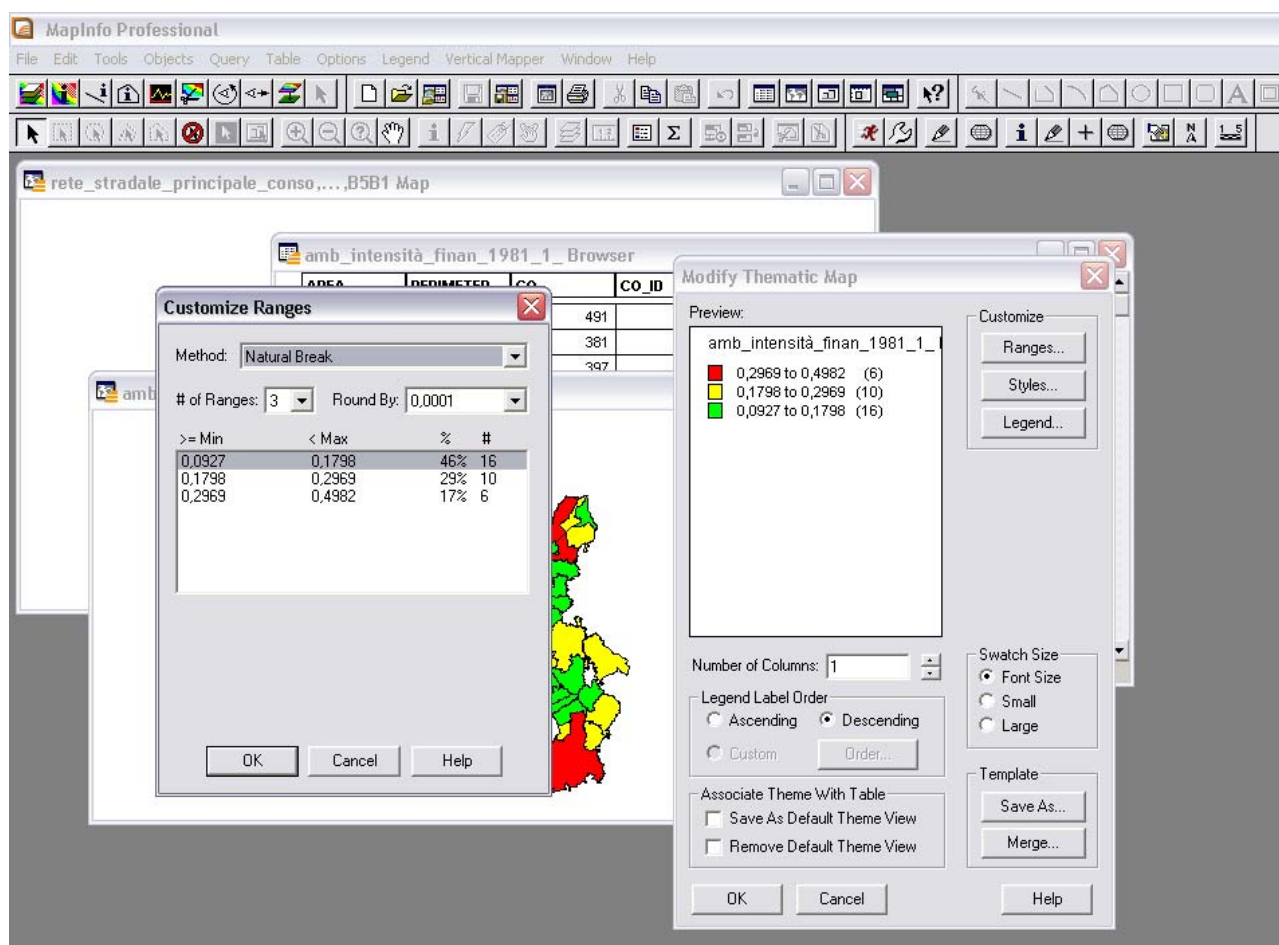 MapInfo Professional
File Edit Tools Objects Query Table Options Legend Vertical Mapper Window Help
rete_stradale_principale_conso,...,B5B1 Map
amb_intensità_finan_1981_1_ Browser
AREA PERIMETER CO_ CO_ID
491
381
397
amb
Customize Ranges
Method: Natural Break
# of Ranges: 3 Round By: 0,0001
>= Min < Max % #
0,0927 0,1798 46% 16
0,1798 0,2969 29% 10
0,2969 0,4982 17% 6
OK Cancel Help
Modify Thematic Map
Preview:
amb_intensità_finan_1981_1_
0,2969 to 0,4982 (6)
0,1798 to 0,2969 (10)
0,0927 to 0,1798 (16)
Customize
Ranges...
Styles...
Legend...
Number of Columns: 1
Legend Label Order
Ascending Descending
Custom Order...
Swatch Size
Font Size
Small
Large
Associate Theme With Table
Save As Default Theme View
Remove Default Theme View
Template
Save As...
Merge...
OK Cancel Help